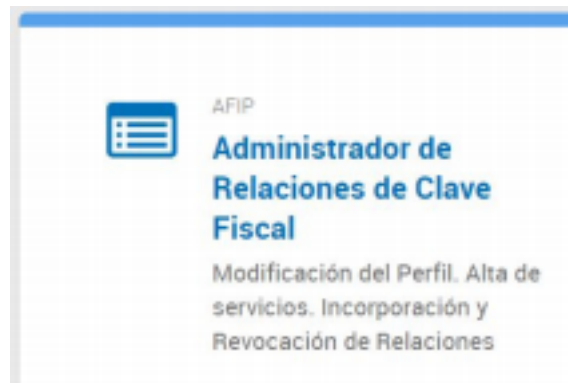 AFIP
Administrador de
Relaciones de Clave
Fiscal
Modificación del Perfil. Alta de
servicios. Incorporación y
Revocación de Relaciones